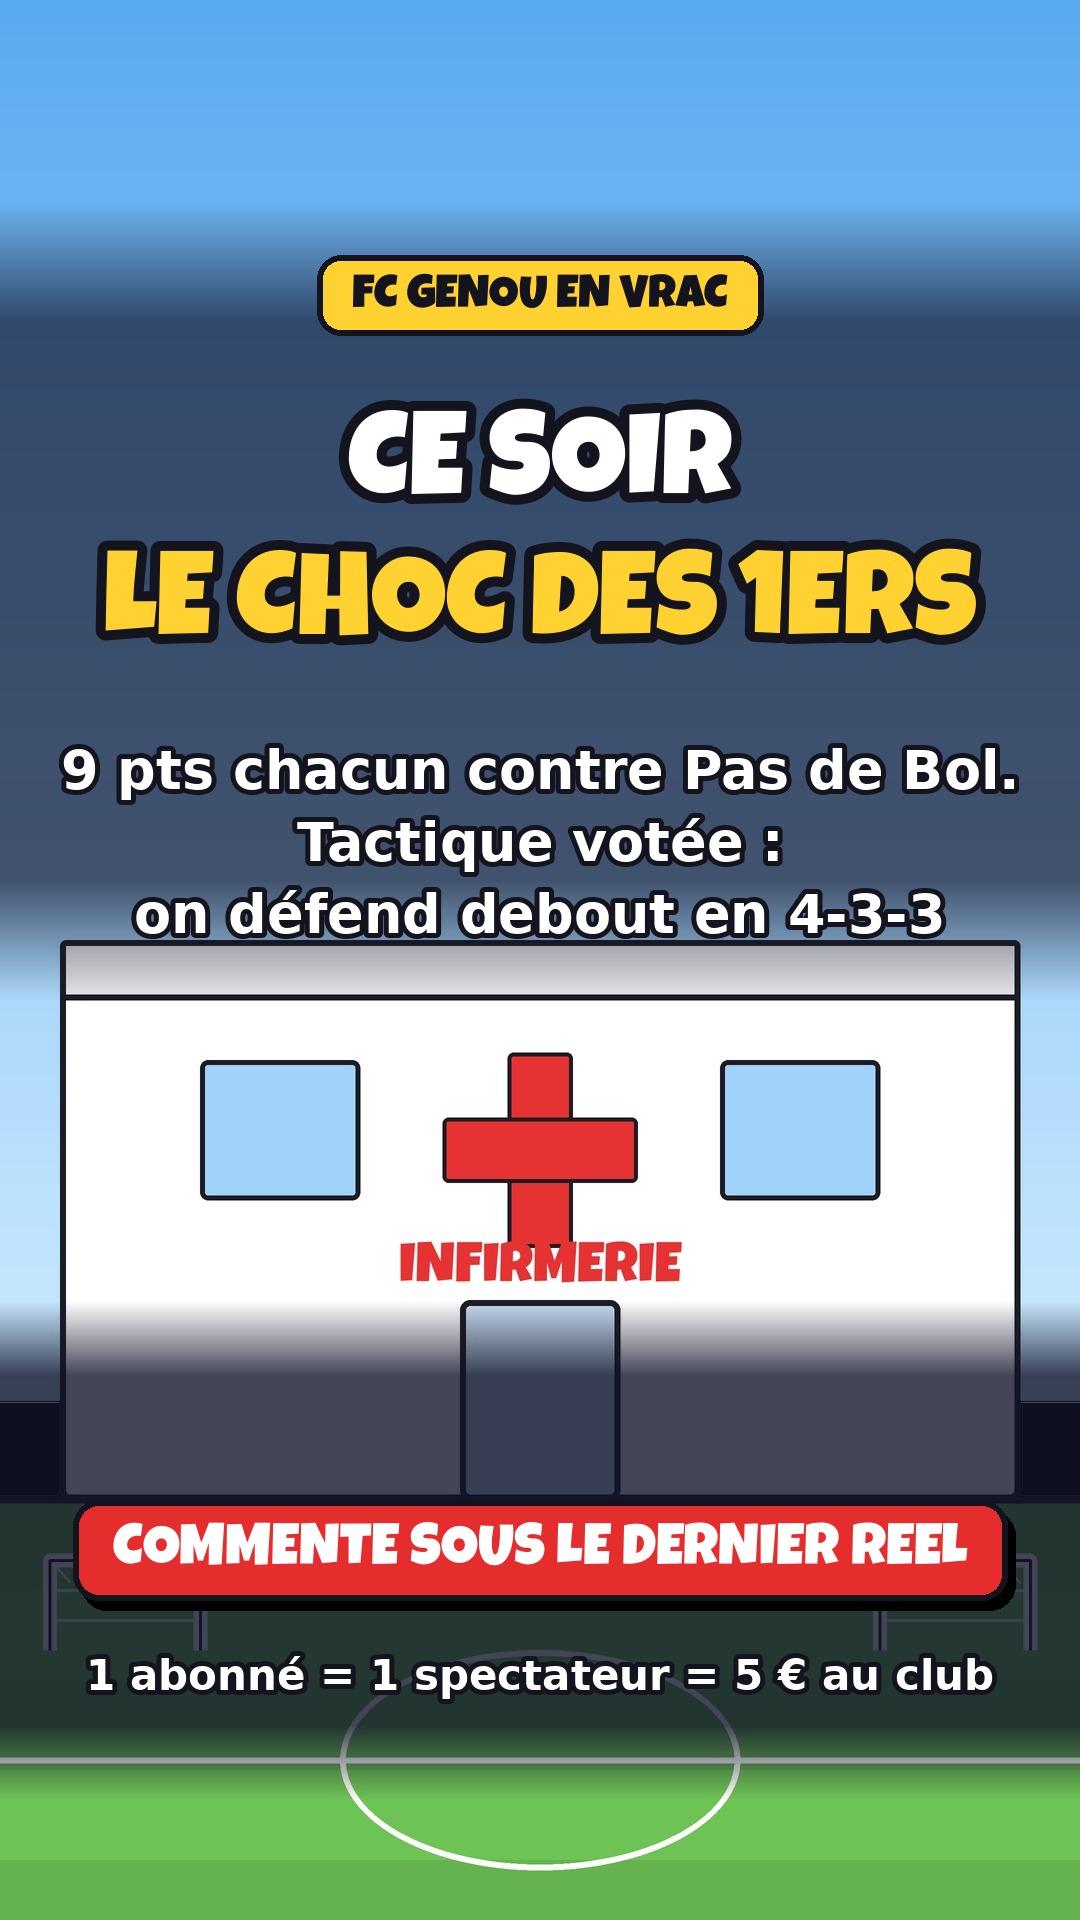 FC GENOU EN VRAC
CE SOIR
LE CHOC DES 1ERS
9 pts chacun contre Pas de Bol.
Tactique votée :
on défend debout en 4-3-3
INFIRMERIE
COMMENTE SOUS LE DERNIER REEL
1 abonné = 1 spectateur = 5 € au club